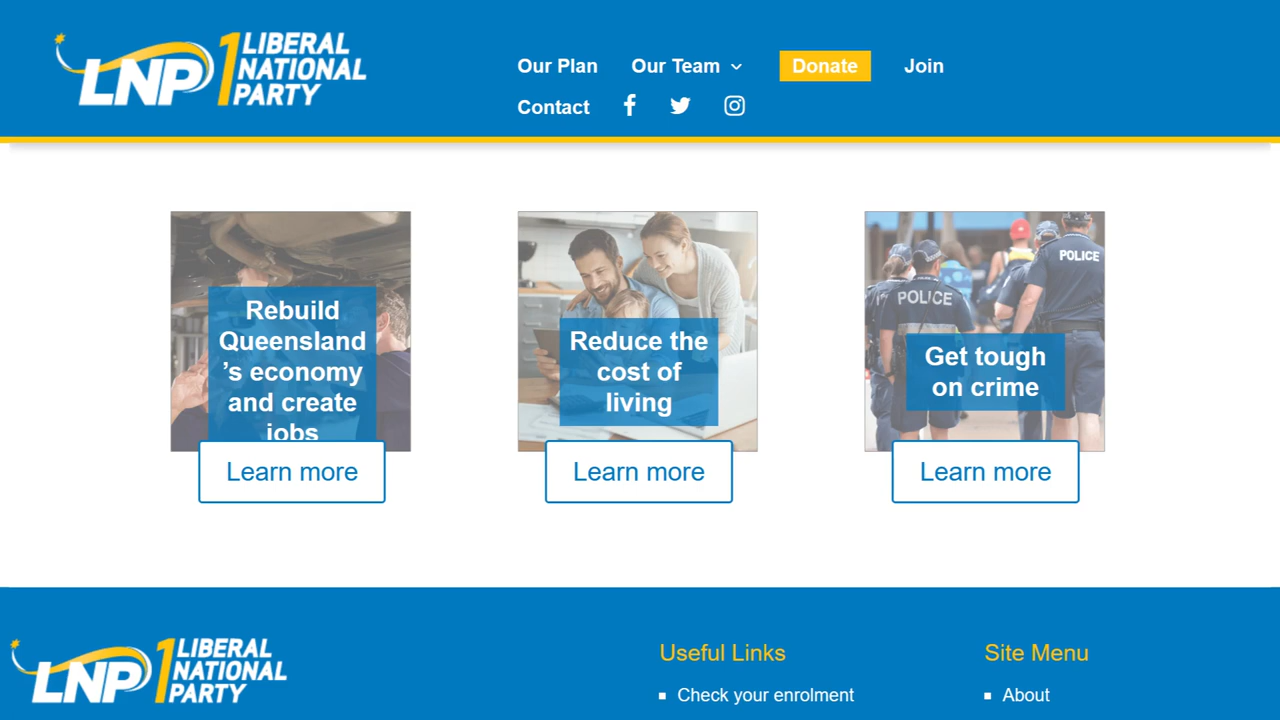 LNP 1 LIBERAL NATIONAL PARTY
Our Plan
Our Team
Donate
Join
Contact
Rebuild
Queensland
's economy
and create
jobs
Learn more
Reduce the
cost of
living
Learn more
POLICE
POLICE
Get tough
on crime
Learn more
LNP 1 LIBERAL NATIONAL PARTY
Useful Links
Check your enrolment
Site Menu
About